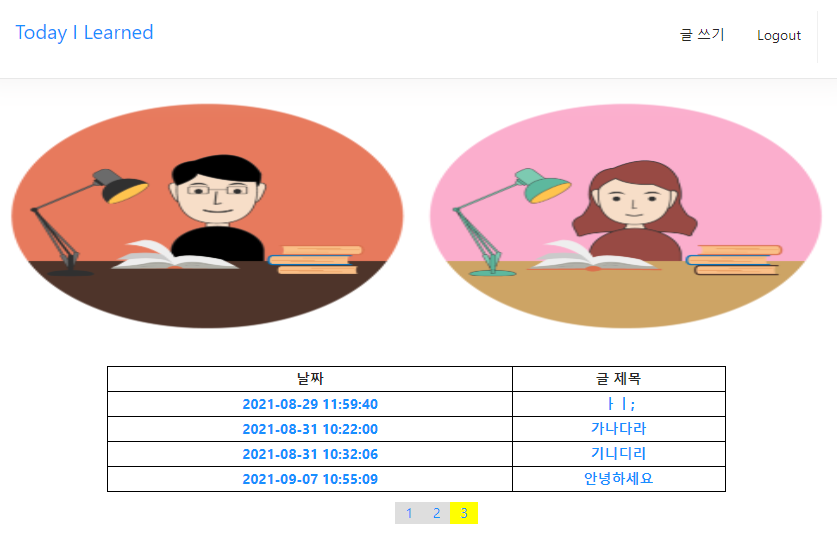 Today I Learned
글 쓰기 Logout
날짜 글 제목
2021-08-29 11:59:40 ㅏㅣ;
2021-08-31 10:22:00 가나다라
2021-08-31 10:32:06 기니디리
2021-09-07 10:55:09 안녕하세요
1 2 3